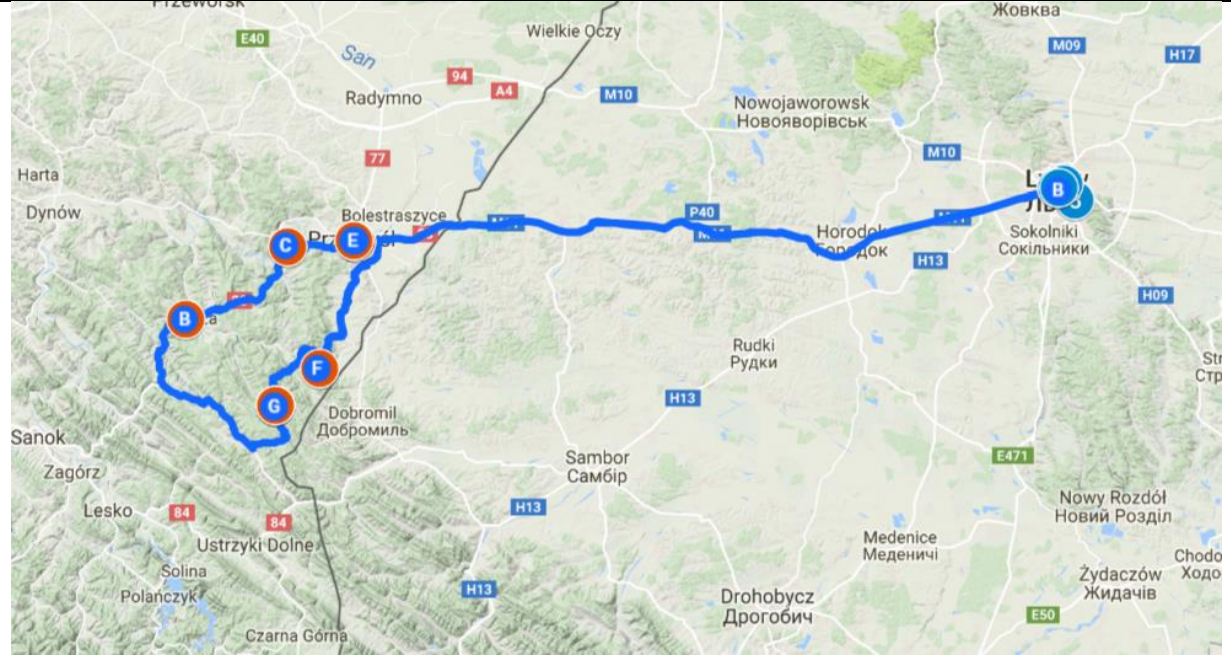 Жовква
Wielkie Oczy
E40
M09
H17
San
94
A4
M10
Radymno
Nowojaworowsk
Новояворівськ
77
M10
Harta
Dynów
Bolestraszyce
P40
B
C
E
Horodok
Городок
Sokolniki
Сокільники
H13
H09
B
Rudki
Рудки
F
H13
G
Dobromil
Добромиль
Sanok
Zagórz
Sambor
Самбір
E471
Lesko
84
84
H13
Nowy Rozdół
Новий Розділ
Ustrzyki Dolne
Medenice
Меденичі
Solina
Polańczyk
H13
Drohobycz
Дрогобич
Żydaczów
Жидачів
E50
Czarna Górna